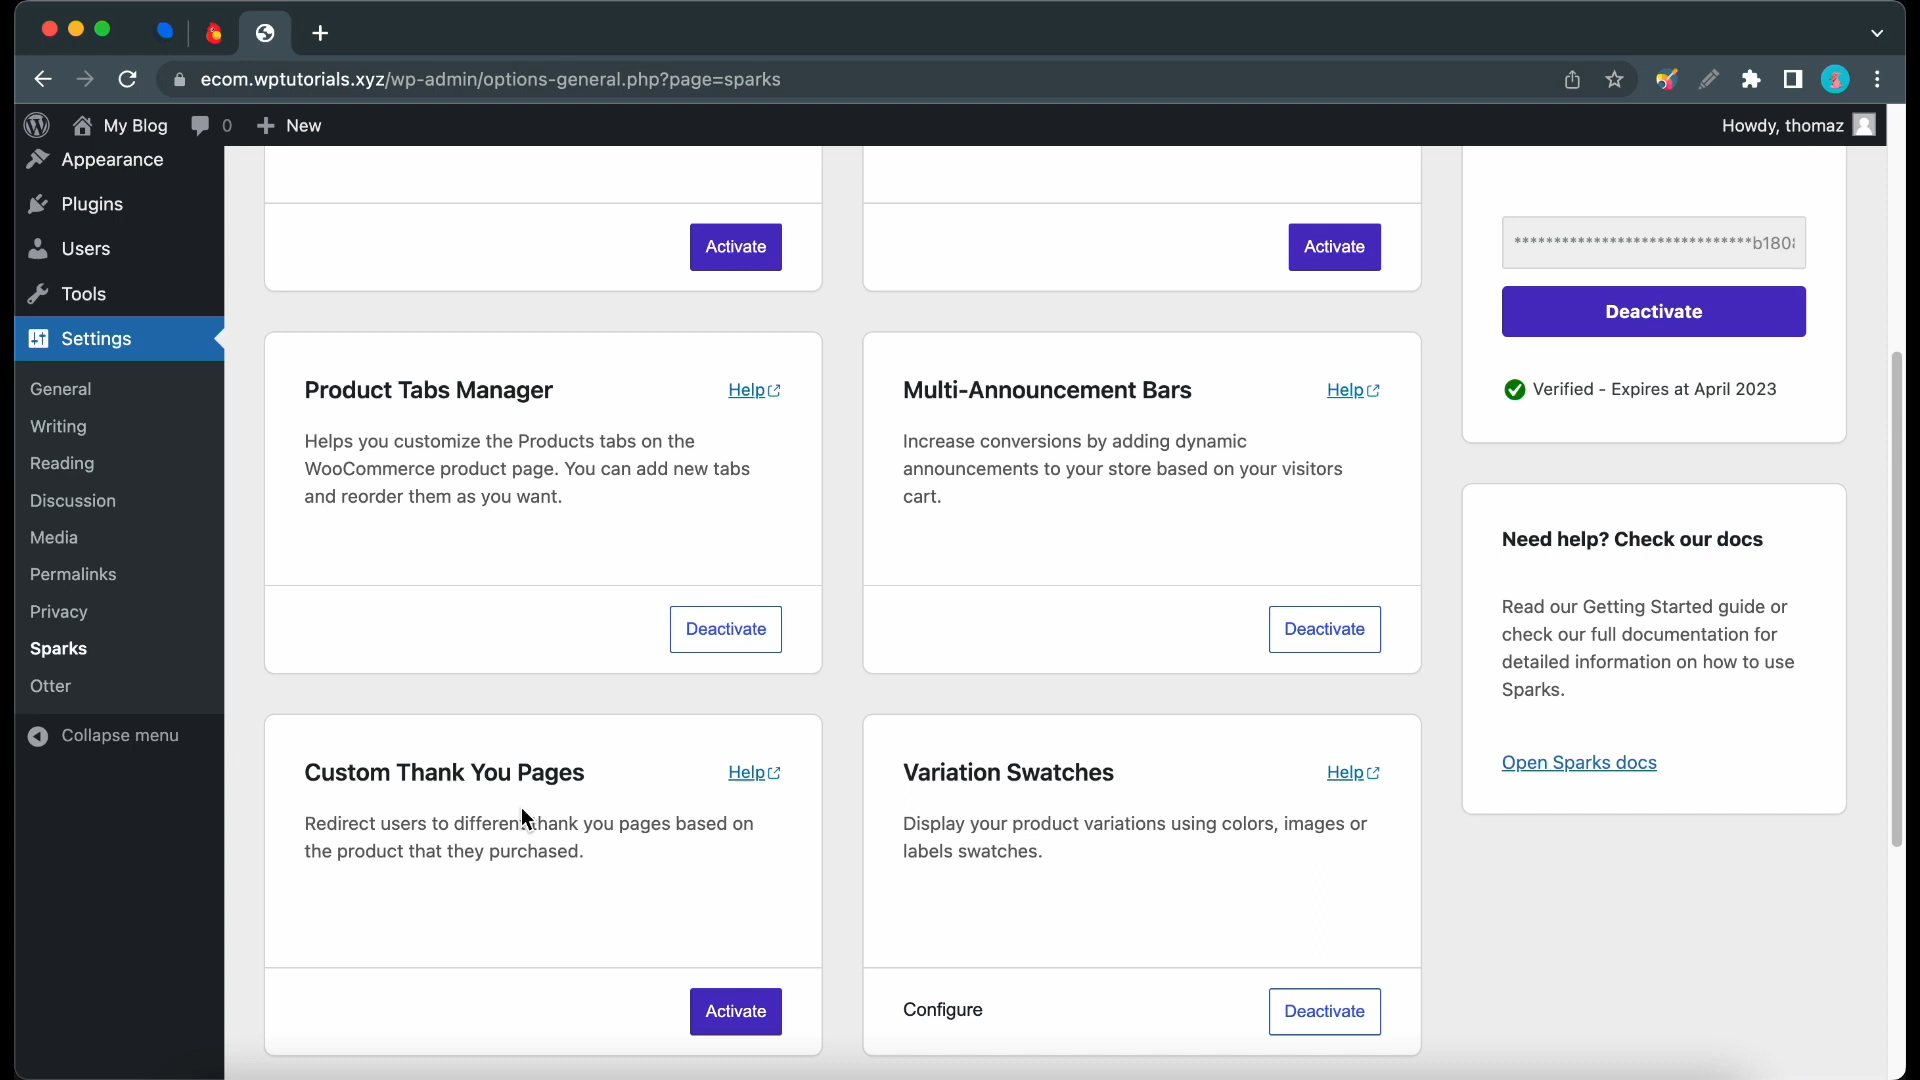 ecom.wptutorials.xyz/wp-admin/options-general.php?page=sparks
My Blog 0 New
Howdy, thomaz
Appearance
Plugins
Users
Tools
Settings
General
Writing
Reading
Discussion
Media
Permalinks
Privacy
Sparks
Otter
Collapse menu
Activate
Activate
Product Tabs Manager
Help
Helps you customize the Products tabs on the
WooCommerce product page. You can add new tabs
and reorder them as you want.
Deactivate
Multi-Announcement Bars
Help
Increase conversions by adding dynamic
announcements to your store based on your visitors
cart.
Deactivate
Custom Thank You Pages
Help
Redirect users to different thank you pages based on
the product that they purchased.
Activate
Variation Swatches
Help
Display your product variations using colors, images or
labels swatches.
Configure
Deactivate
******************************b180
Deactivate
Verified - Expires at April 2023
Need help? Check our docs
Read our Getting Started guide or
check our full documentation for
detailed information on how to use
Sparks.
Open Sparks docs